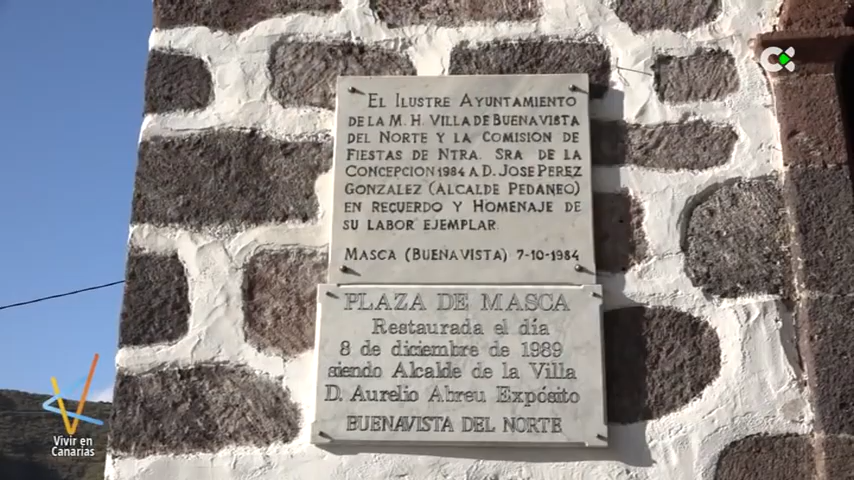 EL ILUSTRE AYUNTAMIENTO
DE LA M. H. VILLA DE BUENAVISTA
DEL NORTE Y LA COMISION DE
FIESTAS DE NTRA. SRA. DE LA
CONCEPCION 1984 A D. JOSE PEREZ
GONZALEZ (ALCALDE PEDANEO)
EN RECUERDO Y HOMENAJE DE
SU LABOR EJEMPLAR.
MASCA (BUENAVISTA) 7-10-1984
PLAZA DE MASCA
Restaurada el día
8 de diciembre de 1989
siendo Alcalde de la Villa
D. Aurelio Abreu Expósito
BUENAVISTA DEL NORTE
Vivir en
Canarias